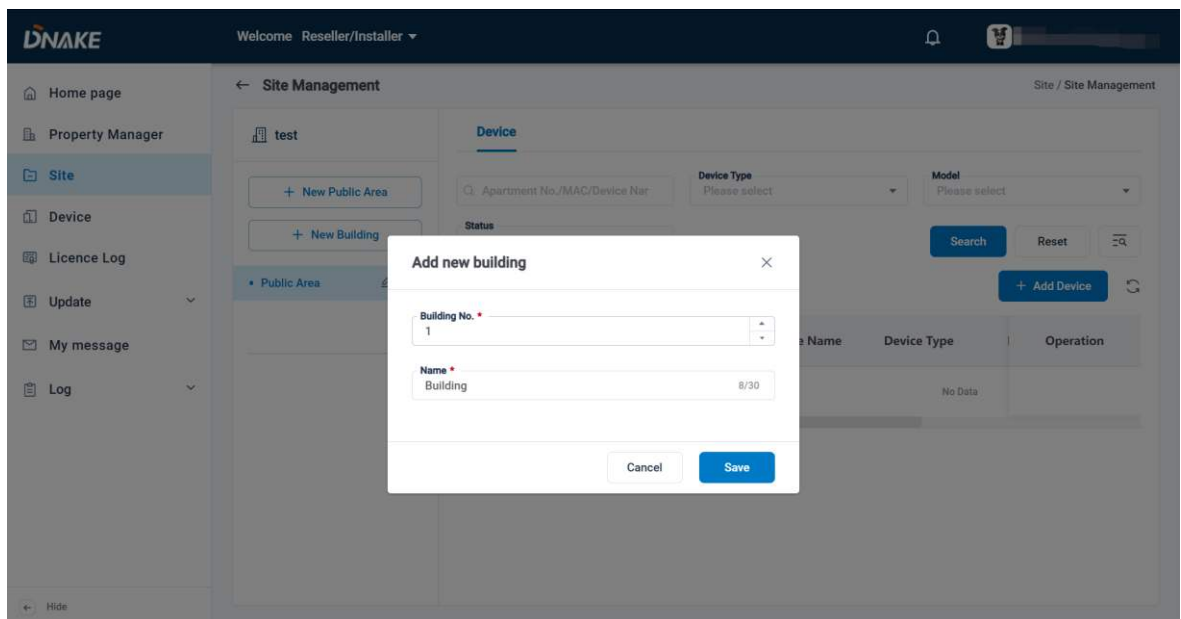 DNAKE
Welcome Reseller/Installer
Home page
Property Manager
Site
Device
Licence Log
Update
My message
Log
Hide
Site Management
Site / Site Management
test
New Public Area
New Building
Public Area
Device
Apartment No./MAC/Device Nar
Device Type
Please select
Model
Please select
Status
Search
Reset
Add Device
Name
Device Type
Operation
No Data
Add new building
Building No. *
1
Name *
Building
8/30
Cancel
Save